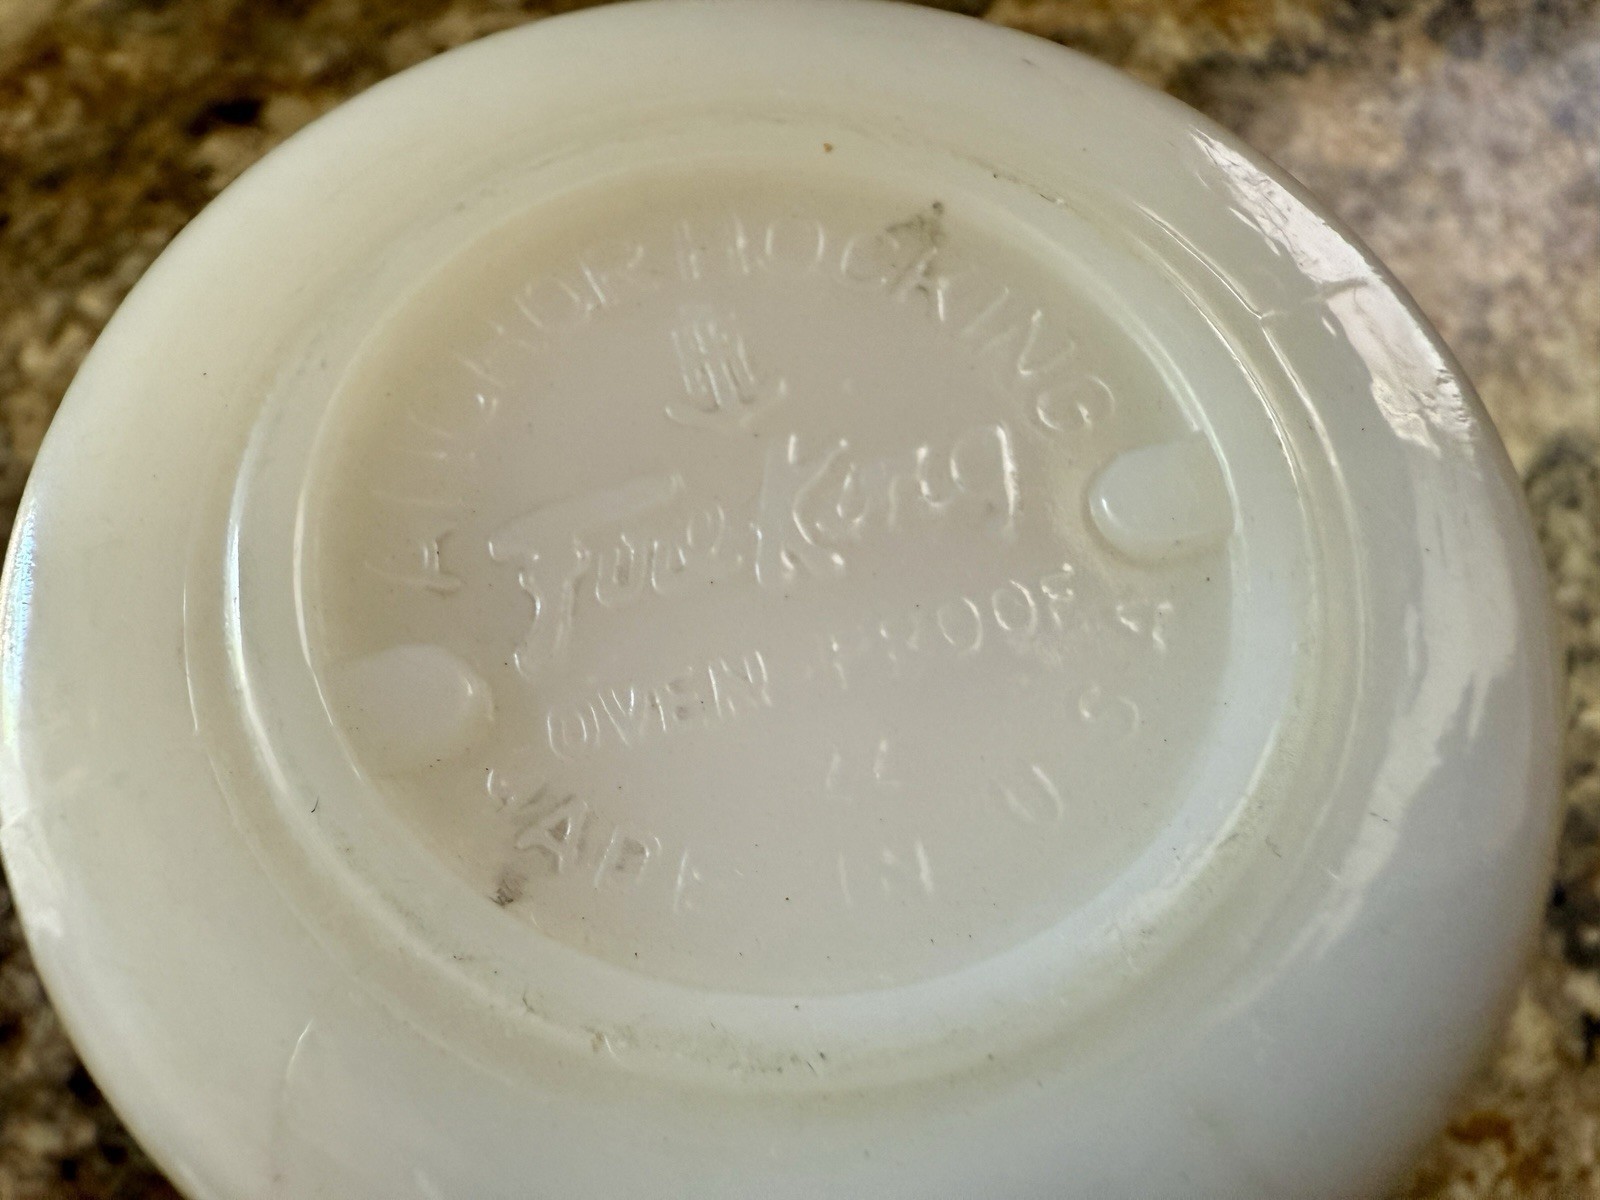 ANCHOR HOCKING
Fire-King
OVEN-PROOF
MADE IN U S A